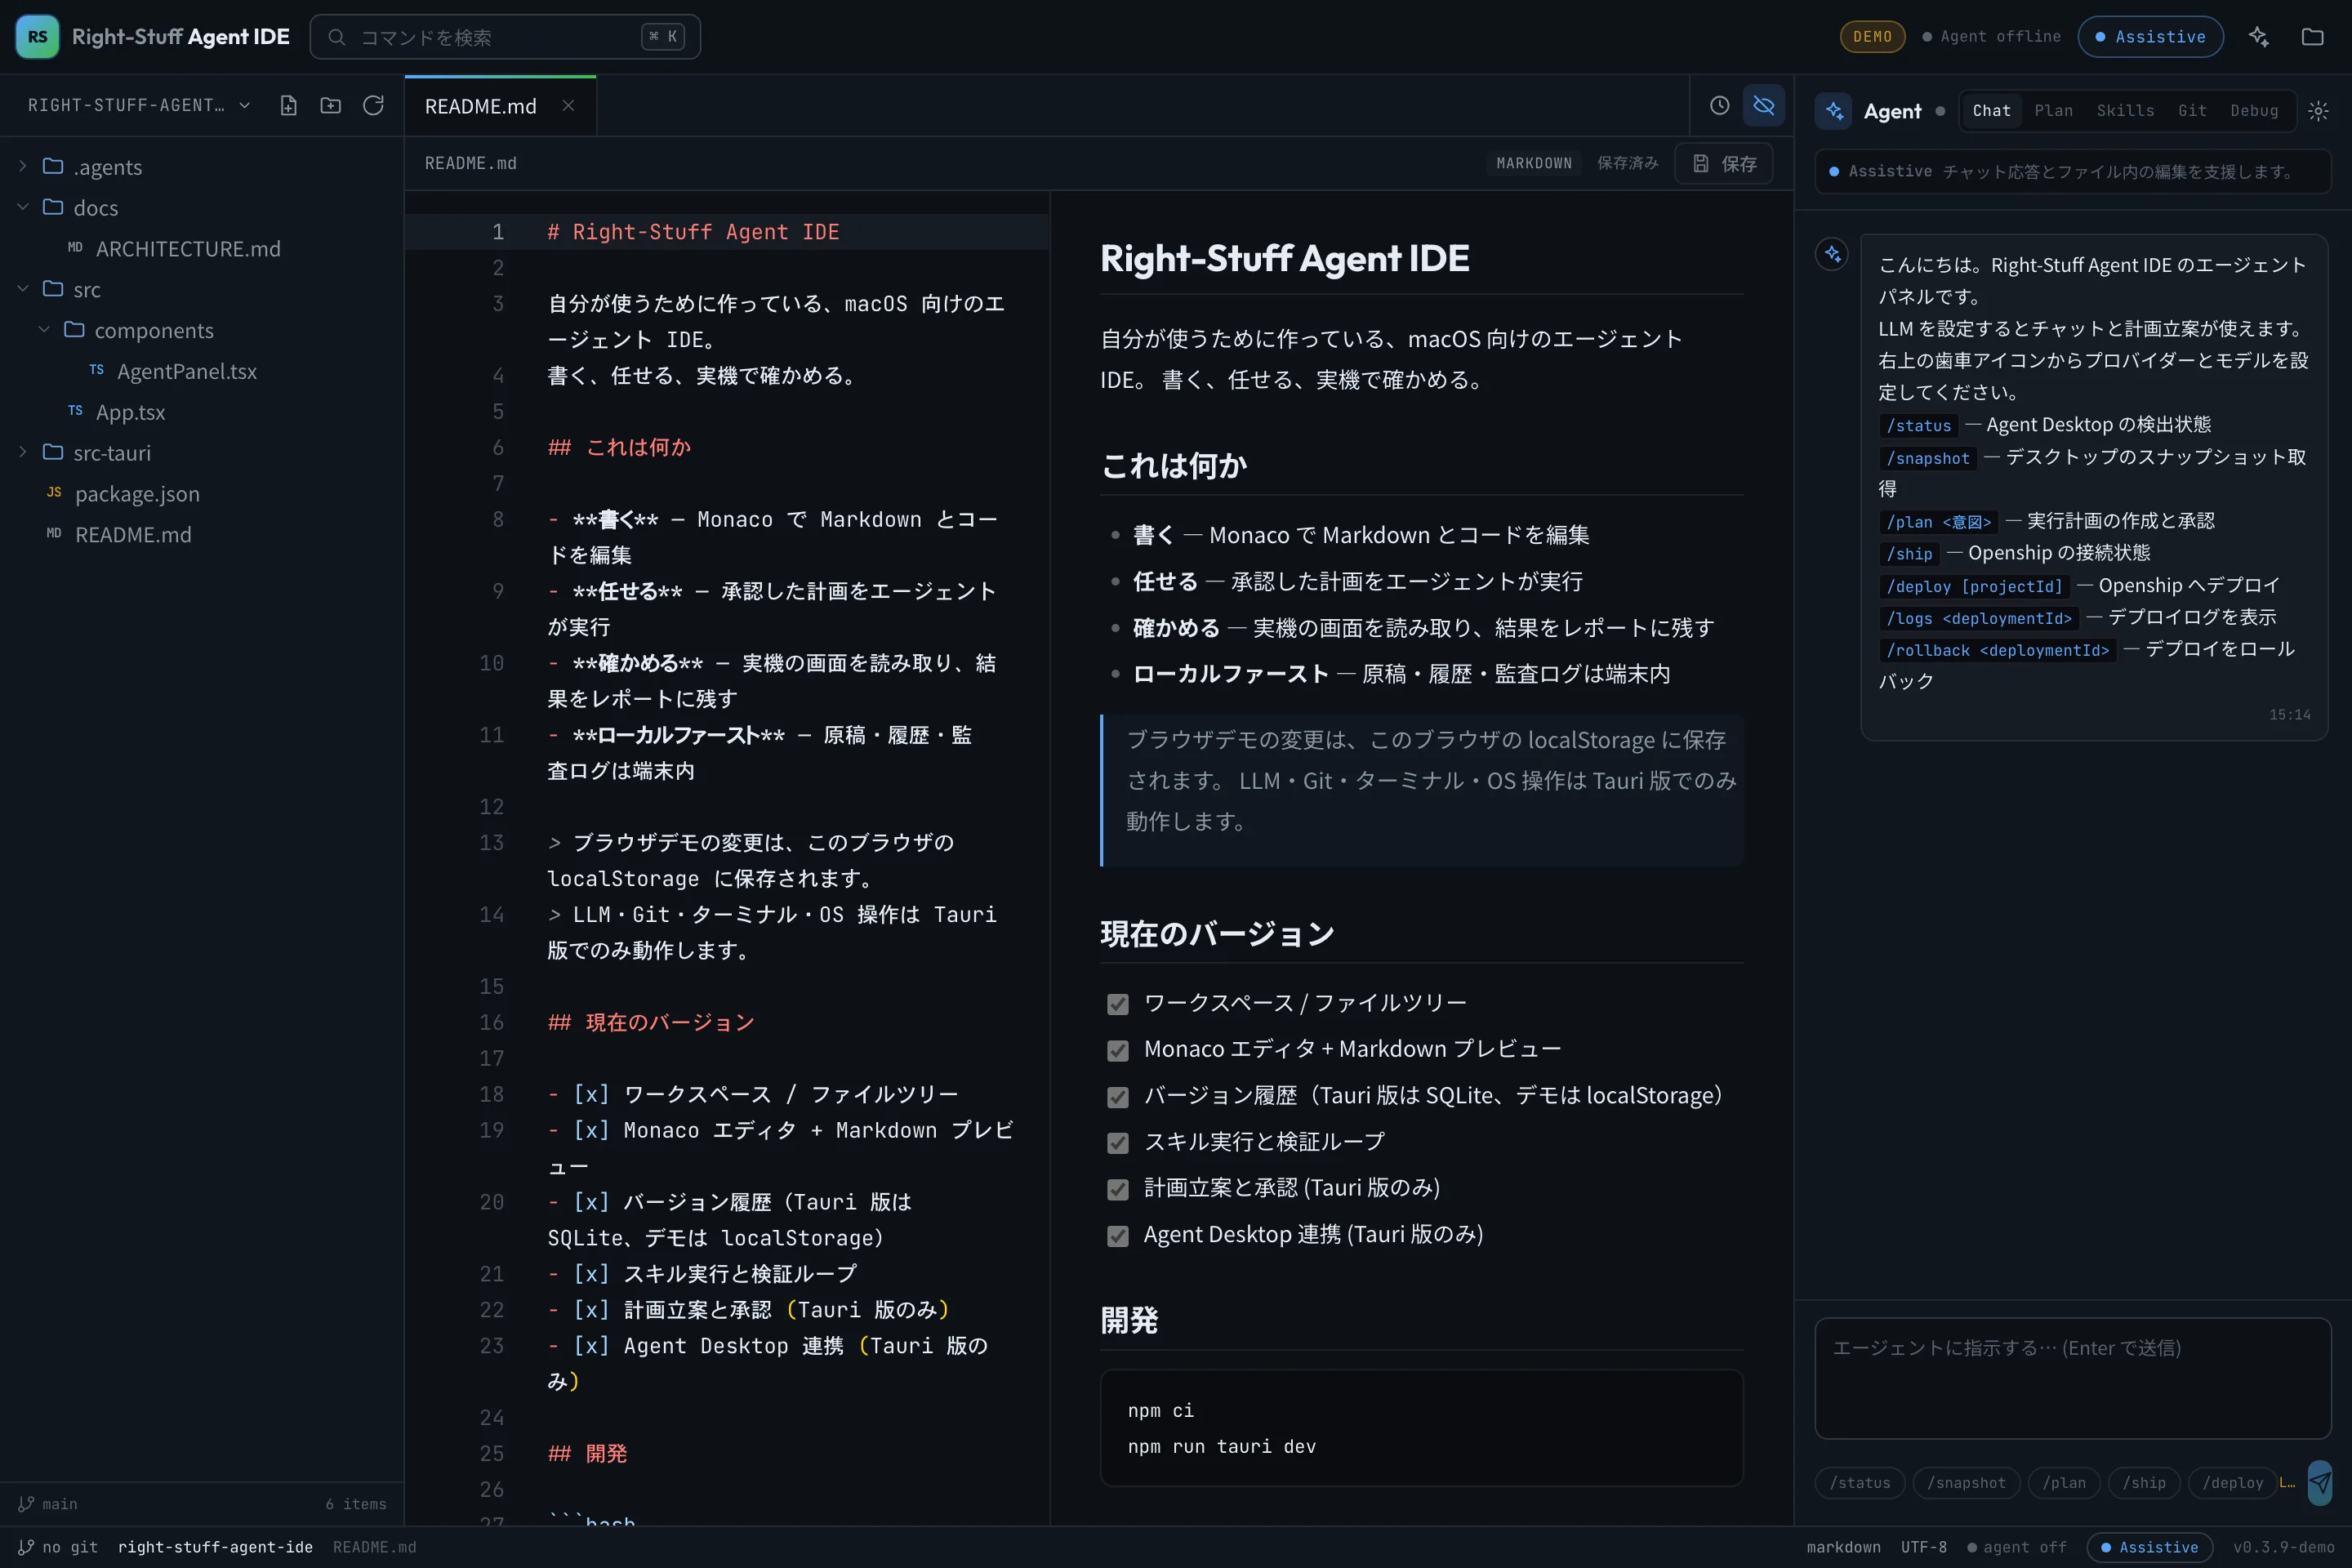 RS Right-Stuff Agent IDE
コマンドを検索
⌘ K
DEMO
Agent offline
Assistive
RIGHT-STUFF-AGENT…
.agents
docs
MD ARCHITECTURE.md
src
components
TS AgentPanel.tsx
TS App.tsx
src-tauri
JS package.json
MD README.md
main
6 items
README.md
README.md
MARKDOWN
保存済み
保存
1 # Right-Stuff Agent IDE
2
3 自分が使うために作っている、macOS 向けのエ
ージェント IDE。
4 書く、任せる、実機で確かめる。
5
6 ## これは何か
7
8 - **書く** — Monaco で Markdown とコー
ドを編集
9 - **任せる** — 承認した計画をエージェント
が実行
10 - **確かめる** — 実機の画面を読み取り、結
果をレポートに残す
11 - **ローカルファースト** — 原稿・履歴・監
査ログは端末内
12
13 > ブラウザデモの変更は、このブラウザの
localStorage に保存されます。
14 > LLM・Git・ターミナル・OS 操作は Tauri
版でのみ動作します。
15
16 ## 現在のバージョン
17
18 - [x] ワークスペース / ファイルツリー
19 - [x] Monaco エディタ + Markdown プレビ
ュー
20 - [x] バージョン履歴（Tauri 版は
SQLite、デモは localStorage）
21 - [x] スキル実行と検証ループ
22 - [x] 計画立案と承認 (Tauri 版のみ)
23 - [x] Agent Desktop 連携 (Tauri 版の
み)
24
25 ## 開発
26
27 ```bash
Right-Stuff Agent IDE
自分が使うために作っている、macOS 向けのエージェント
IDE。 書く、任せる、実機で確かめる。
これは何か
書く — Monaco で Markdown とコードを編集
任せる — 承認した計画をエージェントが実行
確かめる — 実機の画面を読み取り、結果をレポートに残す
ローカルファースト — 原稿・履歴・監査ログは端末内
ブラウザデモの変更は、このブラウザの localStorage に保存
されます。 LLM・Git・ターミナル・OS 操作は Tauri 版でのみ
動作します。
現在のバージョン
ワークスペース / ファイルツリー
Monaco エディタ + Markdown プレビュー
バージョン履歴（Tauri 版は SQLite、デモは localStorage）
スキル実行と検証ループ
計画立案と承認 (Tauri 版のみ)
Agent Desktop 連携 (Tauri 版のみ)
開発
npm ci
npm run tauri dev
Agent
Chat Plan Skills Git Debug
Assistive チャット応答とファイル内の編集を支援します。
こんにちは。Right-Stuff Agent IDE のエージェント
パネルです。
LLM を設定するとチャットと計画立案が使えます。
右上の歯車アイコンからプロバイダーとモデルを設
定してください。
/status — Agent Desktop の検出状態
/snapshot — デスクトップのスナップショット取
得
/plan <意図> — 実行計画の作成と承認
/ship — Openship の接続状態
/deploy [projectId] — Openship へデプロイ
/logs <deploymentId> — デプロイログを表示
/rollback <deploymentId> — デプロイをロール
バック
15:14
エージェントに指示する… (Enter で送信)
/status /snapshot /plan /ship /deploy L…
no git right-stuff-agent-ide README.md
markdown UTF-8 agent off Assistive v0.3.9-demo